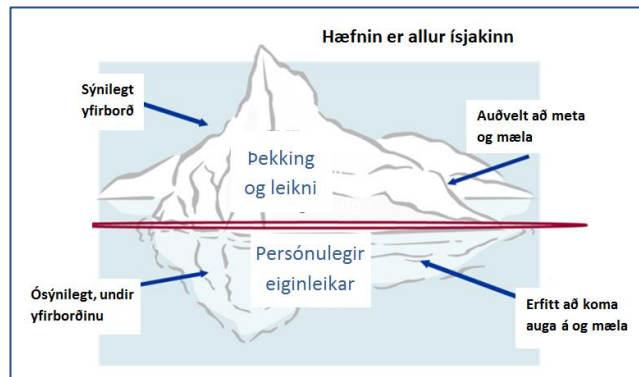 Hæfnin er allur ísjakinn
Sýnilegt
yfirborð
Auðvelt að meta
og mæla
Þekking
og leikni
Persónulegir
eiginleikar
Ósýnilegt, undir
yfirborðinu
Erfitt að koma
auga á og mæla